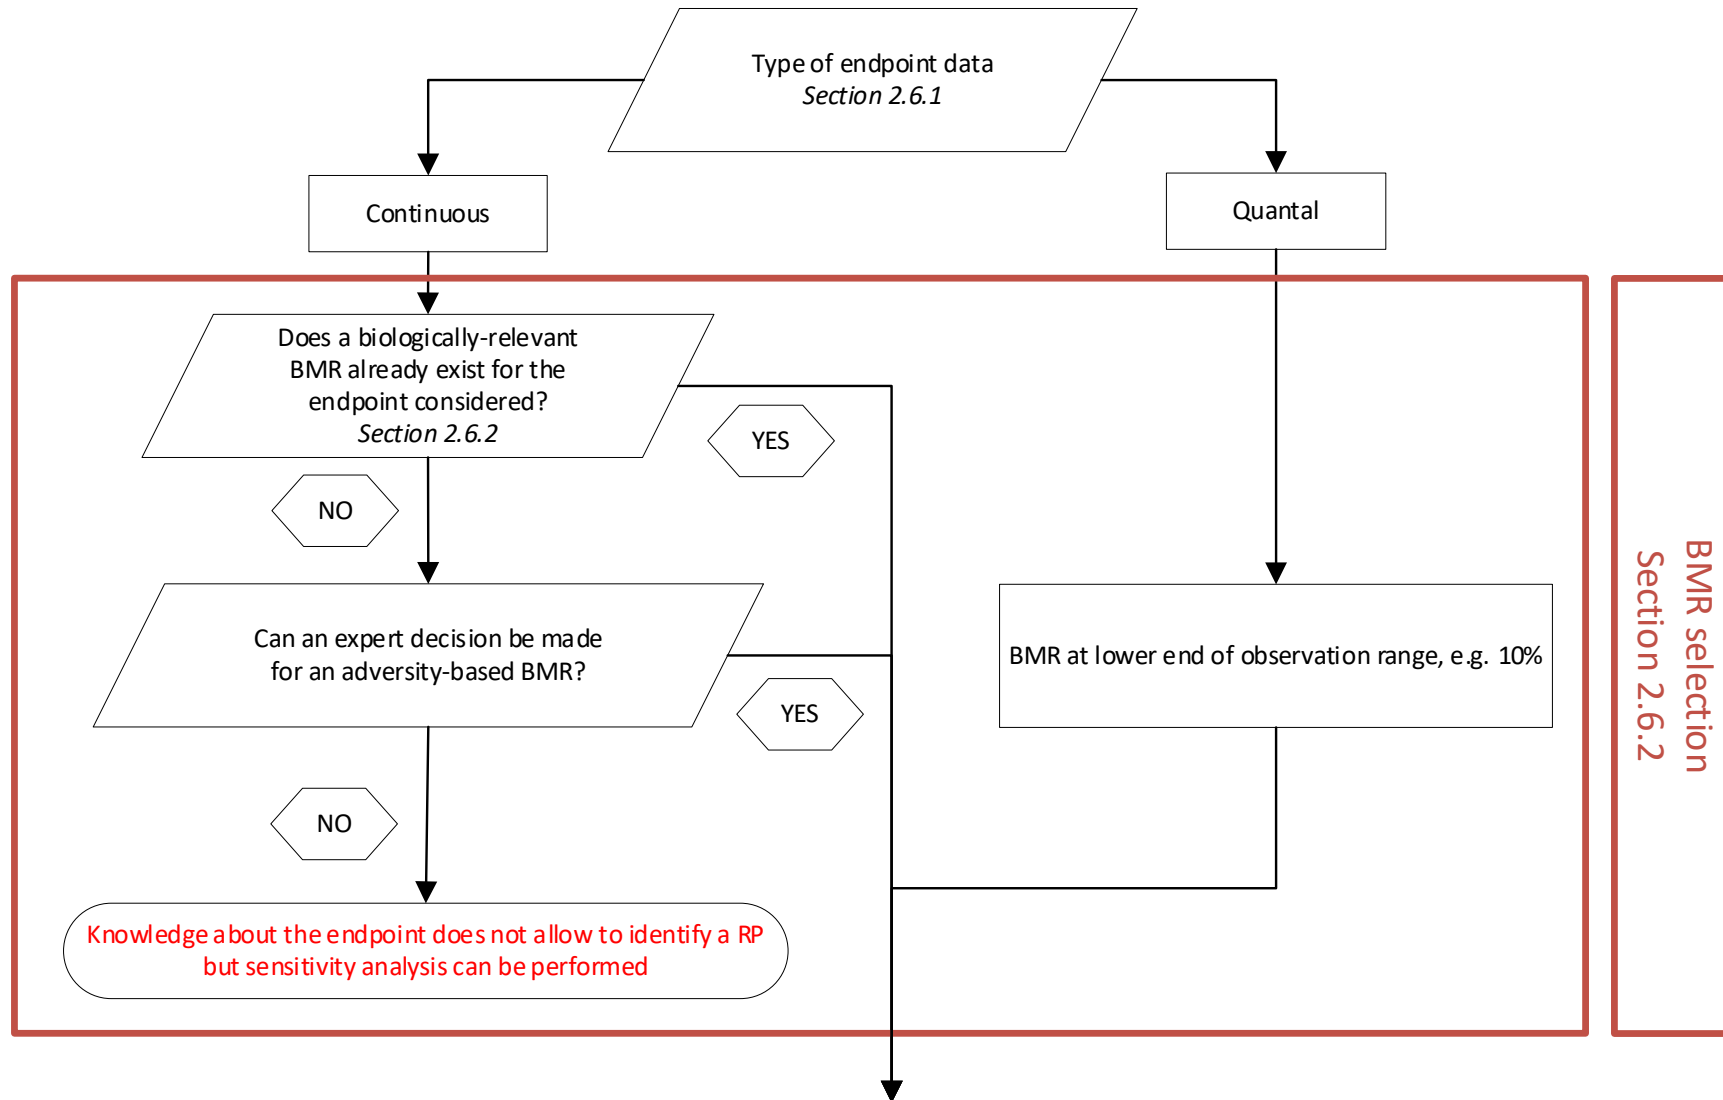 Type of endpoint data
Section 2.6.1
Continuous
Quantal
Does a biologically-relevant
BMR already exist for the
endpoint considered?
Section 2.6.2
YES
NO
Can an expert decision be made
for an adversity-based BMR?
BMR at lower end of observation range, e.g. 10%
YES
NO
Knowledge about the endpoint does not allow to identify a RP
but sensitivity analysis can be performed
BMR selection
Section 2.6.2